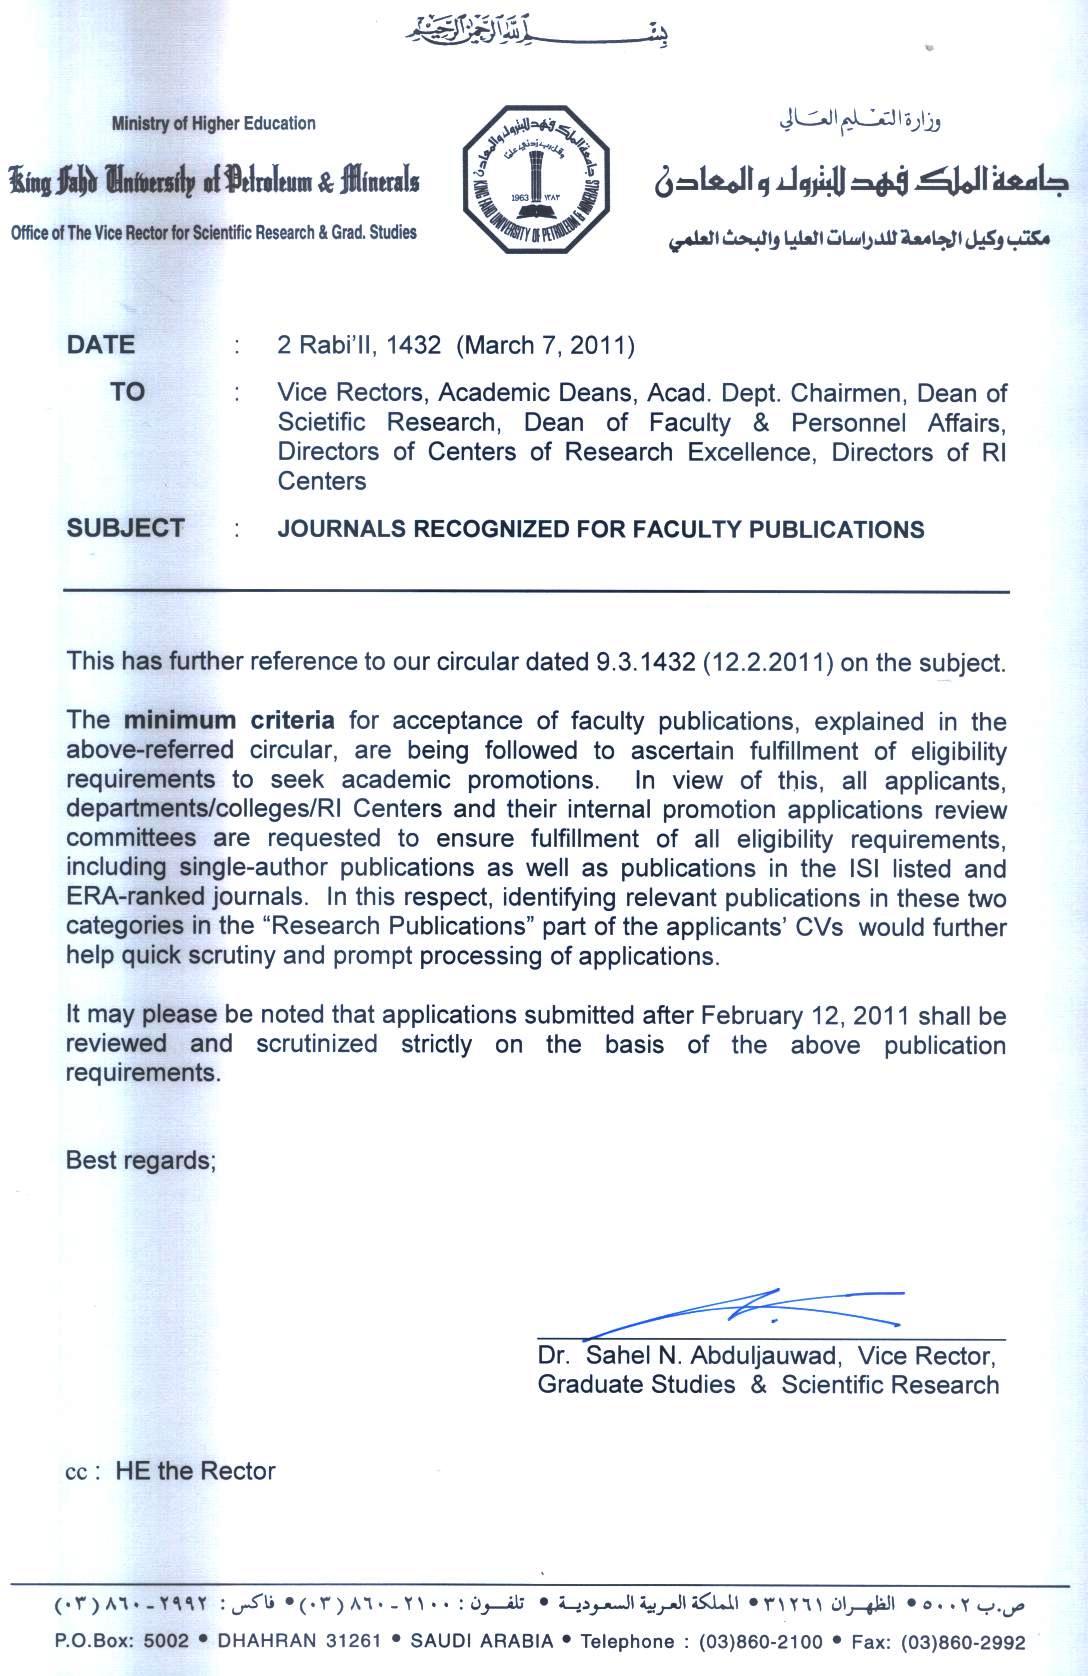 بِسْمِ اللَّهِ الرَّحْمَٰنِ الرَّحِيمِ
Ministry of Higher Education
وزارة التعليم العالي
King Fahd University of Petroleum & Minerals
جامعة الملك فهد للبترول والمعادن
Office of The Vice Rector for Scientific Research & Grad. Studies
مكتب وكيل الجامعة للدراسات العليا والبحث العلمي
جامعة الملك فهد للبترول والمعادن
وقل رب زدني علما
1963 ١٣٨٣
KING FAHD UNIVERSITY OF PETROLEUM & MINERALS
DATE : 2 Rabi'II, 1432 (March 7, 2011)
TO : Vice Rectors, Academic Deans, Acad. Dept. Chairmen, Dean of
Scietific Research, Dean of Faculty & Personnel Affairs,
Directors of Centers of Research Excellence, Directors of RI
Centers
SUBJECT : JOURNALS RECOGNIZED FOR FACULTY PUBLICATIONS
This has further reference to our circular dated 9.3.1432 (12.2.2011) on the subject.
The minimum criteria for acceptance of faculty publications, explained in the
above-referred circular, are being followed to ascertain fulfillment of eligibility
requirements to seek academic promotions. In view of this, all applicants,
departments/colleges/RI Centers and their internal promotion applications review
committees are requested to ensure fulfillment of all eligibility requirements,
including single-author publications as well as publications in the ISI listed and
ERA-ranked journals. In this respect, identifying relevant publications in these two
categories in the “Research Publications” part of the applicants’ CVs would further
help quick scrutiny and prompt processing of applications.
It may please be noted that applications submitted after February 12, 2011 shall be
reviewed and scrutinized strictly on the basis of the above publication
requirements.
Best regards;
Dr. Sahel N. Abduljauwad, Vice Rector,
Graduate Studies & Scientific Research
cc : HE the Rector
ص.ب ٥٠٠٢ • الظهران ٣١٢٦١ • المملكة العربية السعودية • تلفون : ٢١٠٠-٨٦٠ (٠٣) • فاكس : ٢٩٩٢-٨٦٠ (٠٣)
P.O.Box: 5002 • DHAHRAN 31261 • SAUDI ARABIA • Telephone : (03)860-2100 • Fax: (03)860-2992